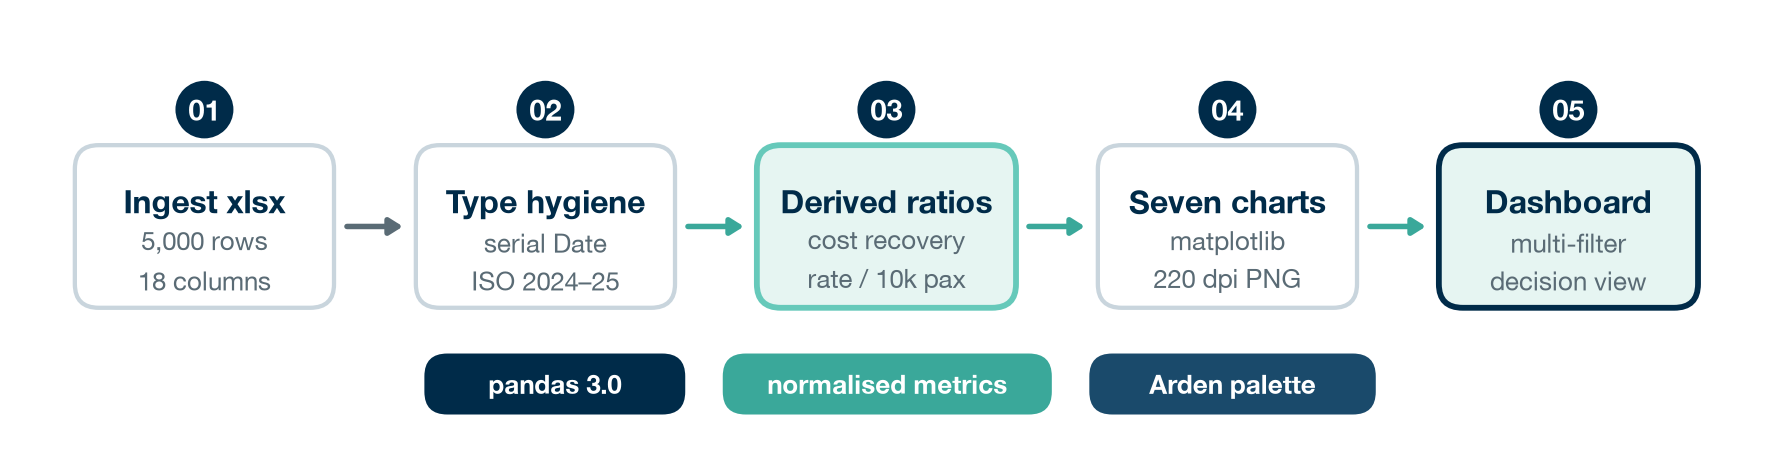 01
Ingest xlsx
5,000 rows
18 columns
02
Type hygiene
serial Date
ISO 2024–25
03
Derived ratios
cost recovery
rate / 10k pax
04
Seven charts
matplotlib
220 dpi PNG
05
Dashboard
multi-filter
decision view
pandas 3.0
normalised metrics
Arden palette